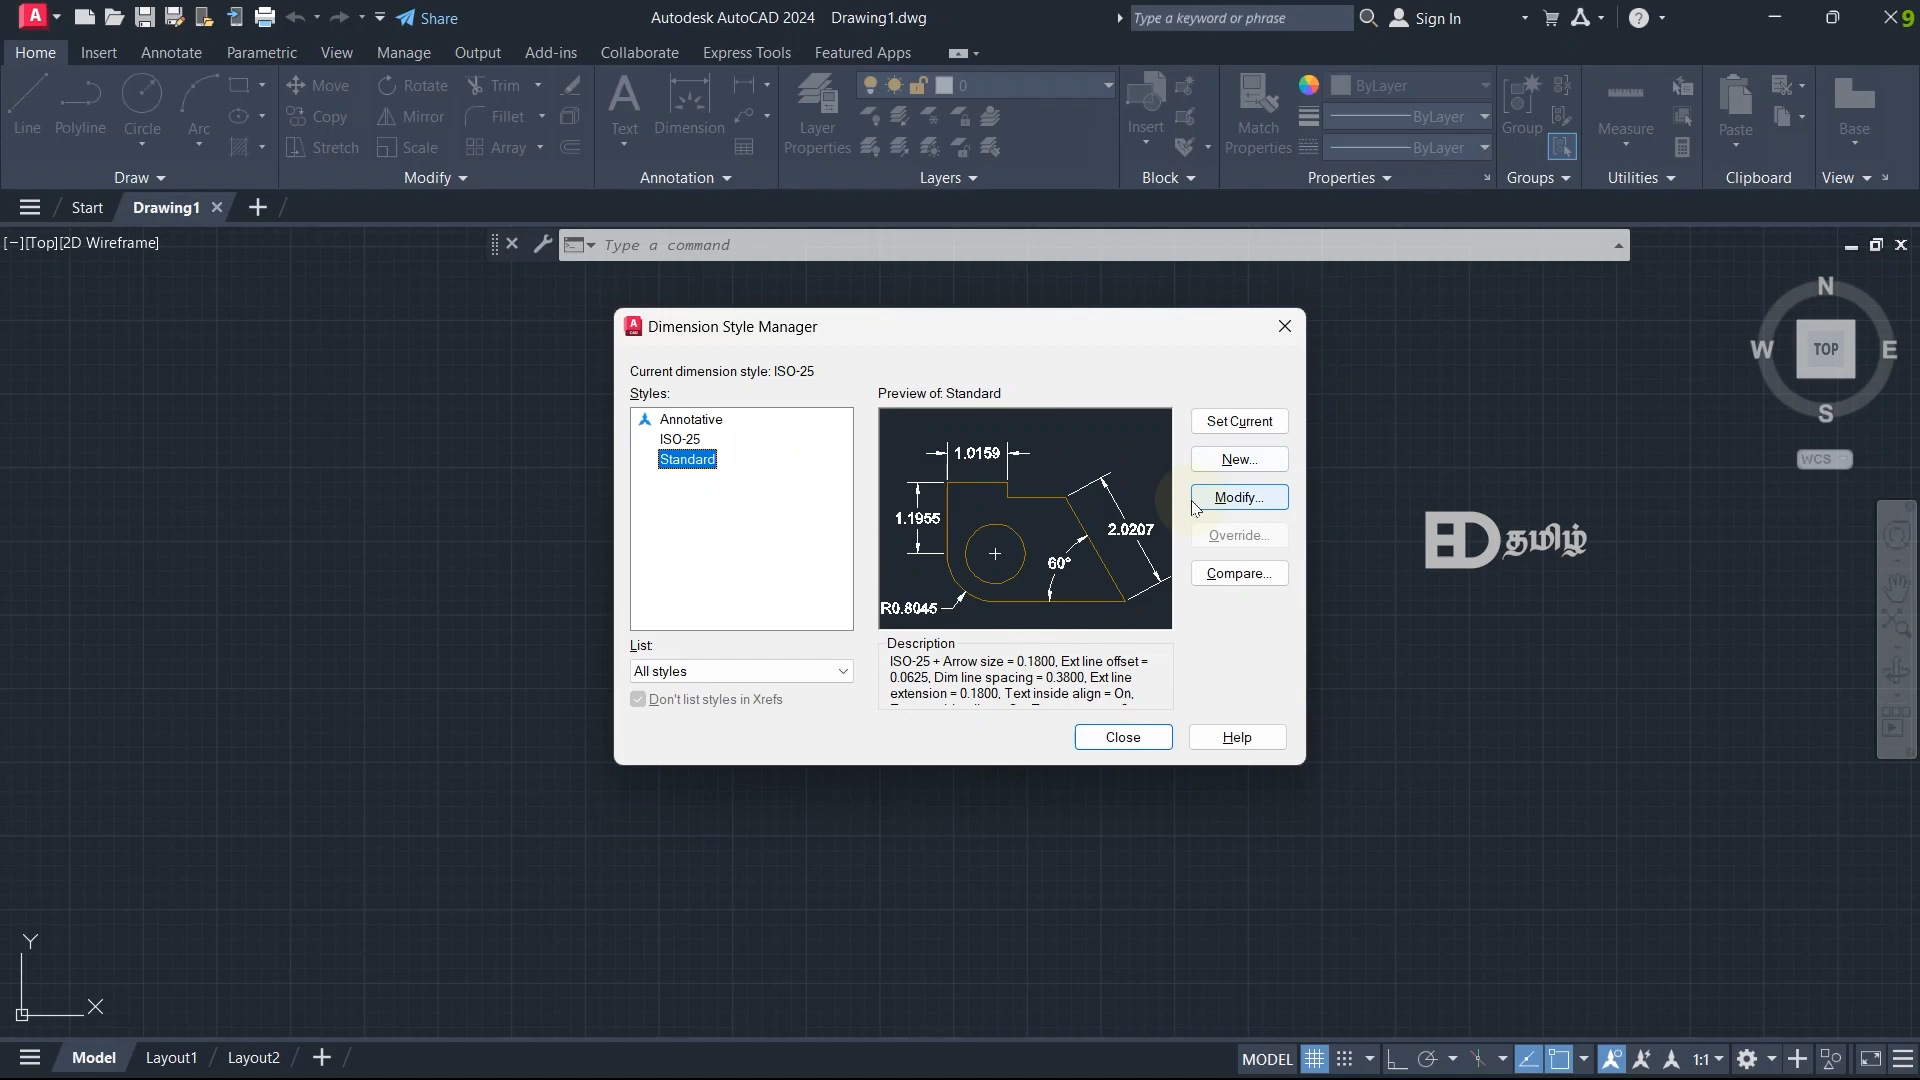 A Share Autodesk AutoCAD 2024 Drawing1.dwg Type a keyword or phrase Sign In 9
Home Insert Annotate Parametric View Manage Output Add-ins Collaborate Express Tools Featured Apps
Line Polyline Circle Arc
Move Rotate Trim
Copy Mirror Fillet
Stretch Scale Array
Text Dimension
Layer Properties
0
Insert
Match Properties
ByLayer
ByLayer
ByLayer
Group
Measure
Paste
Base
Draw Modify Annotation Layers Block Properties Groups Utilities Clipboard View
Start Drawing1
[−][Top][2D Wireframe]
Type a command
N
W TOP E
S
WCS
A CAD Dimension Style Manager
Current dimension style: ISO-25
Styles: Preview of: Standard
Annotative
ISO-25
Standard
1.0159
1.1955
2.0207
60°
R0.8045
Set Current
New...
Modify...
Override...
Compare...
ED தமிழ்
List:
All styles
Don't list styles in Xrefs
Description
ISO-25 + Arrow size = 0.1800, Ext line offset =
0.0625, Dim line spacing = 0.3800, Ext line
extension = 0.1800, Text inside align = On,
Close Help
Y
X
Model Layout1 Layout2 MODEL 1:1